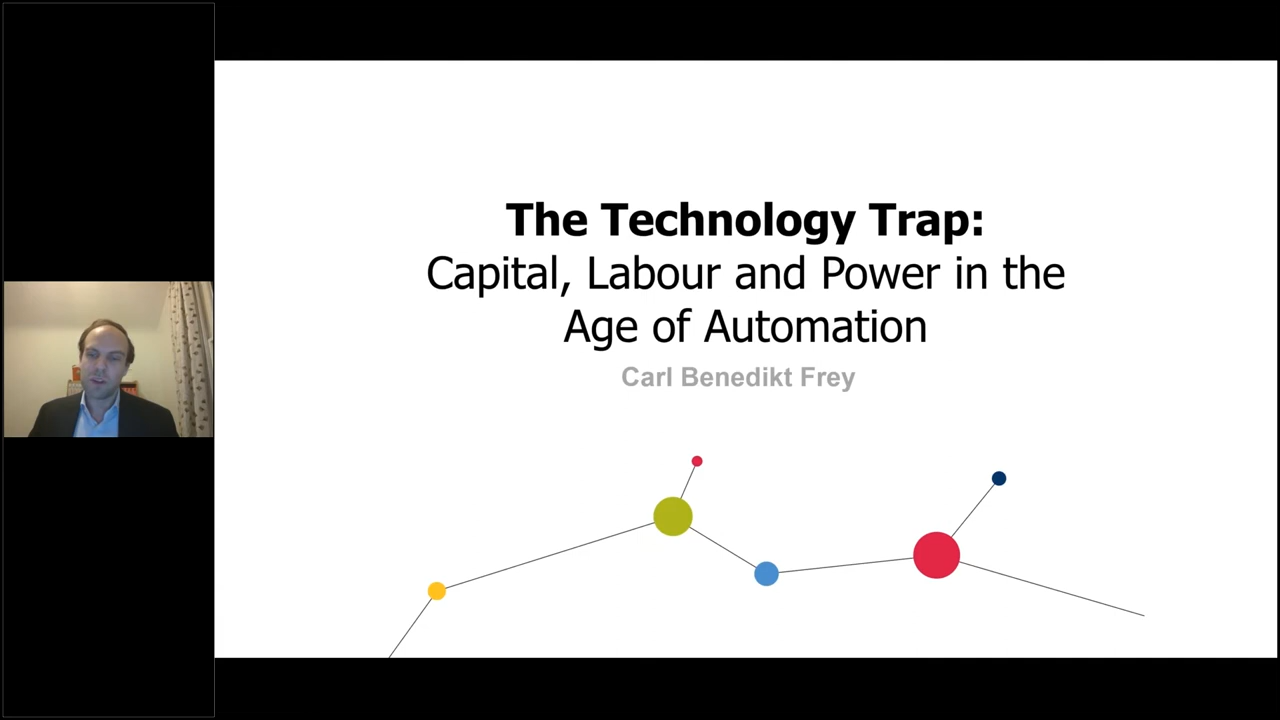 The Technology Trap:
Capital, Labour and Power in the
Age of Automation
Carl Benedikt Frey